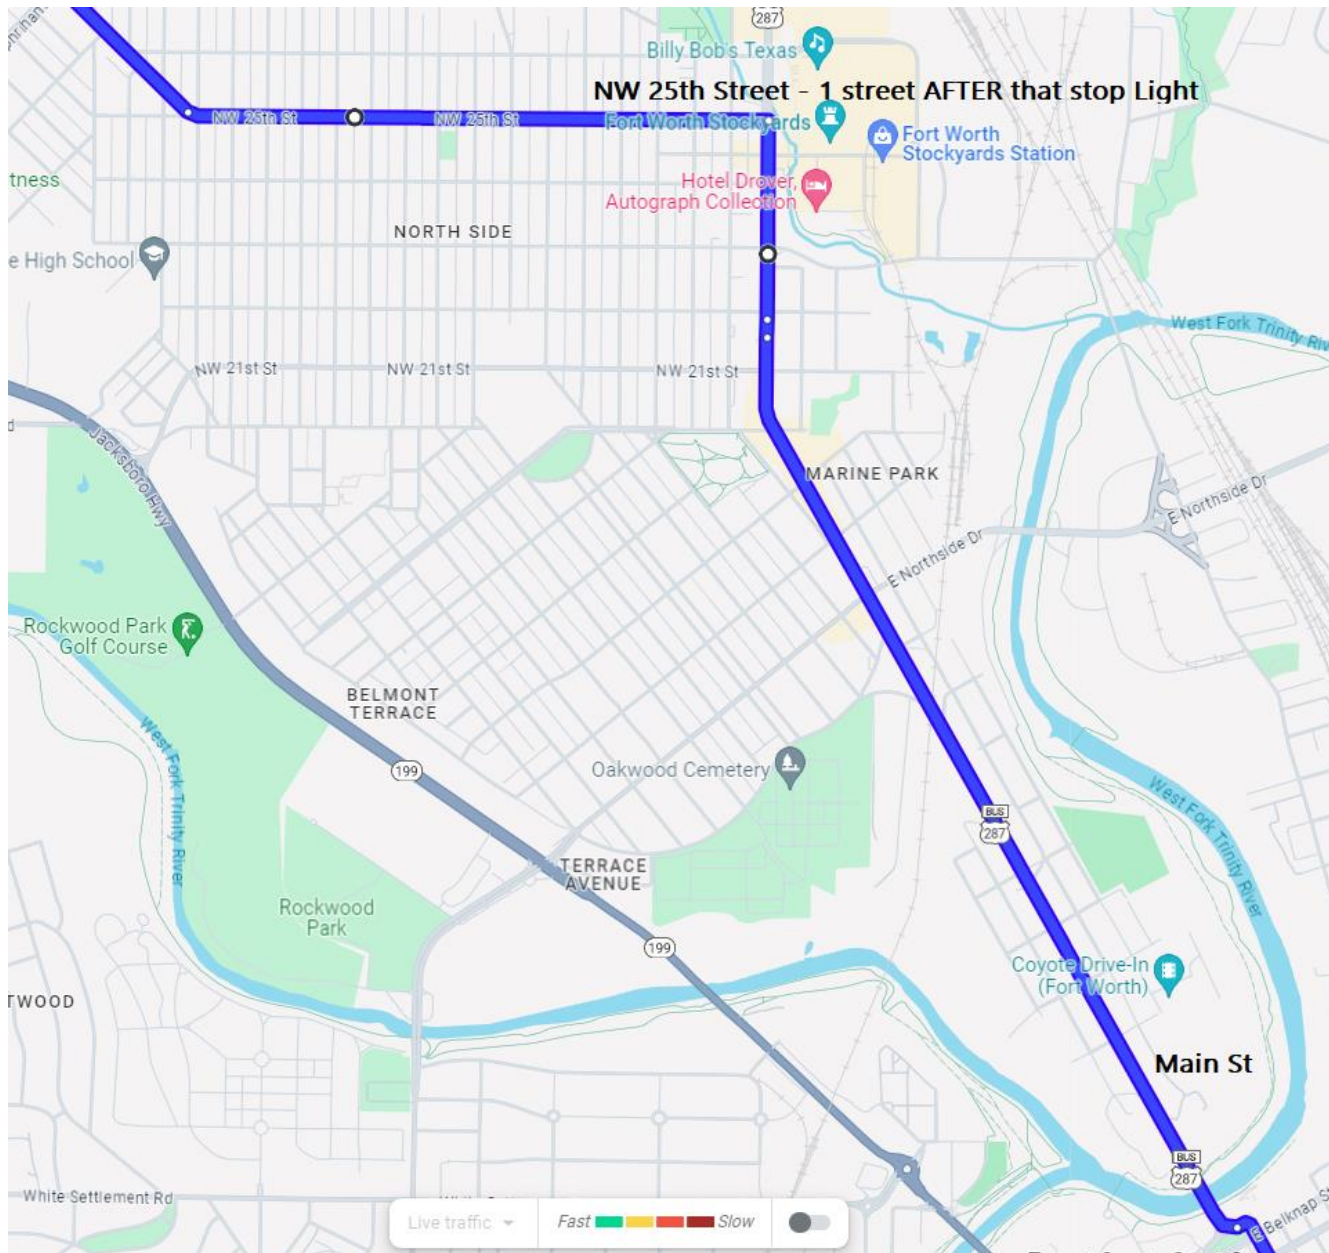 287
Billy Bob's Texas
NW 25th Street - 1 street AFTER that stop Light
NW 25th St
NW 25th St
Fort Worth Stockyards
Fort Worth
Stockyards Station
tness
Hotel Drover,
Autograph Collection
NORTH SIDE
e High School
West Fork Trinity Riv
NW 21st St
NW 21st St
NW 21st St
Jacksboro Hwy
MARINE PARK
E Northside Dr
E Northside Dr
Rockwood Park
Golf Course
BELMONT
TERRACE
West Fork Trinity River
199
Oakwood Cemetery
BUS
287
West Fork Trinity River
TERRACE
AVENUE
Rockwood
Park
199
Coyote Drive-In
(Fort Worth)
TWOOD
Main St
BUS
287
White Settlement Rd
Belknap S
Live traffic
Fast
Slow